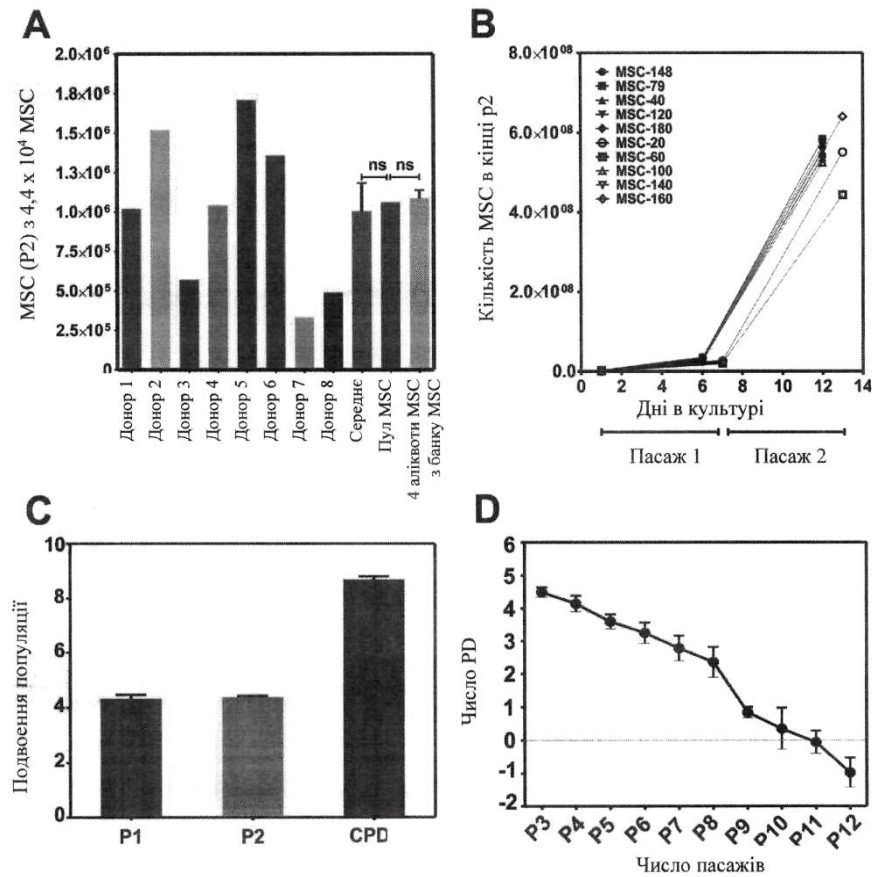 A
MSC (P2) з 4,4 x 10⁴ MSC
2.0×10⁶
1.8×10⁶
1.5×10⁶
1.3×10⁶
1.0×10⁶
7.5×10⁵
5.0×10⁵
2.5×10⁵
0
ns
ns
Донор 1
Донор 2
Донор 3
Донор 4
Донор 5
Донор 6
Донор 7
Донор 8
Середнє
Пул MSC
4 аліквоти MSC
з банку MSC
B
Кількість MSC в кінці p2
8.0×10⁰⁸
6.0×10⁰⁸
4.0×10⁰⁸
2.0×10⁰⁸
0.0
MSC-148
MSC-79
MSC-40
MSC-120
MSC-180
MSC-20
MSC-60
MSC-100
MSC-140
MSC-160
0 2 4 6 8 10 12 14
Дні в культурі
Пасаж 1
Пасаж 2
C
Подвоення популяції
10
8
6
4
2
0
P1
P2
CPD
D
Число PD
6
5
4
3
2
1
0
-1
-2
P3
P4
P5
P6
P7
P8
P9
P10
P11
P12
Число пасажів